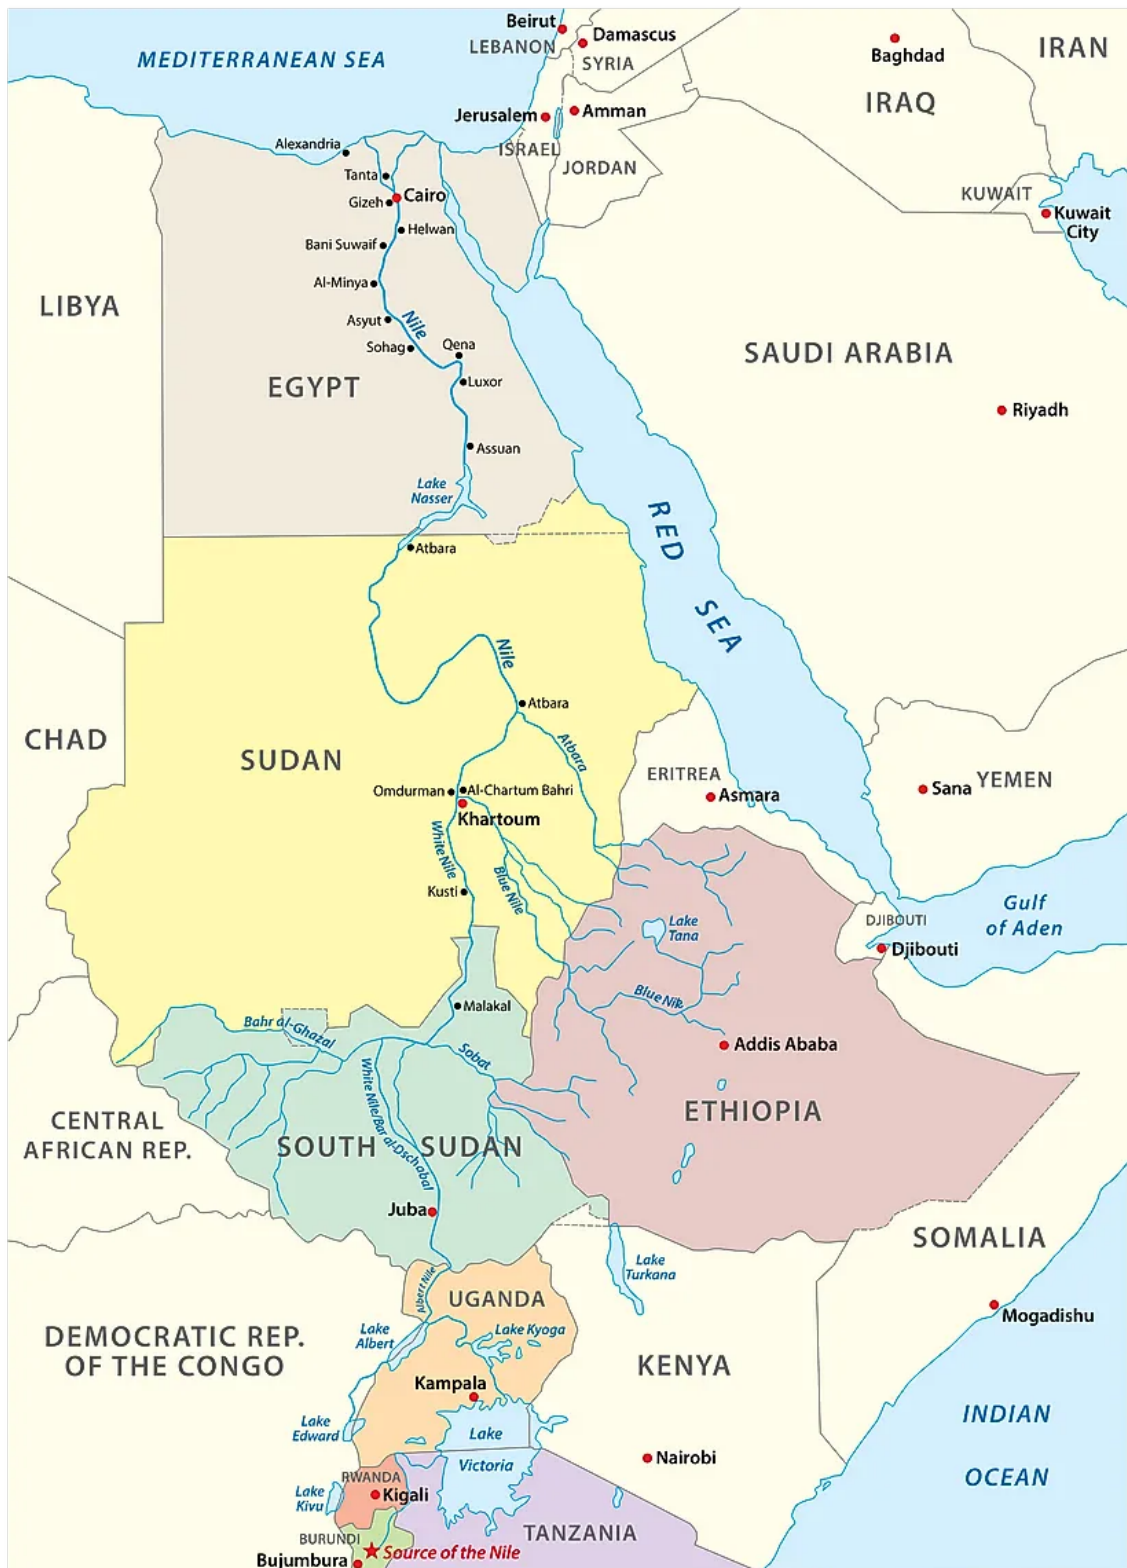 MEDITERRANEAN SEA
Beirut
LEBANON
Damascus
SYRIA
Baghdad
IRAN
IRAQ
Jerusalem
Amman
ISRAEL
JORDAN
KUWAIT
Kuwait
City
Alexandria
Tanta
Cairo
Gizeh
Helwan
Bani Suwaif
Al-Minya
Asyut
Nile
Sohag
Qena
Luxor
LIBYA
EGYPT
SAUDI ARABIA
Riyadh
Assuan
Lake
Nasser
RED SEA
Atbara
Nile
Atbara
Atbara
CHAD
SUDAN
ERITREA
Asmara
Sana
YEMEN
Omdurman
Al-Chartum Bahri
Khartoum
White Nile
Blue Nile
Kusti
Lake
Tana
DJIBOUTI
Djibouti
Gulf
of Aden
Malakal
Blue Nik
Bahr al-Ghazal
Sobat
Addis Ababa
White Nile/Bar al-Dschabal
CENTRAL
AFRICAN REP.
SOUTH SUDAN
ETHIOPIA
Juba
SOMALIA
Lake
Turkana
Albert Nile
UGANDA
Mogadishu
Lake
Albert
Lake Kyoga
DEMOCRATIC REP.
OF THE CONGO
KENYA
Kampala
Lake
Edward
Lake
Victoria
INDIAN
OCEAN
Nairobi
RWANDA
Kigali
Lake
Kivu
TANZANIA
BURUNDI
Source of the Nile
Bujumbura